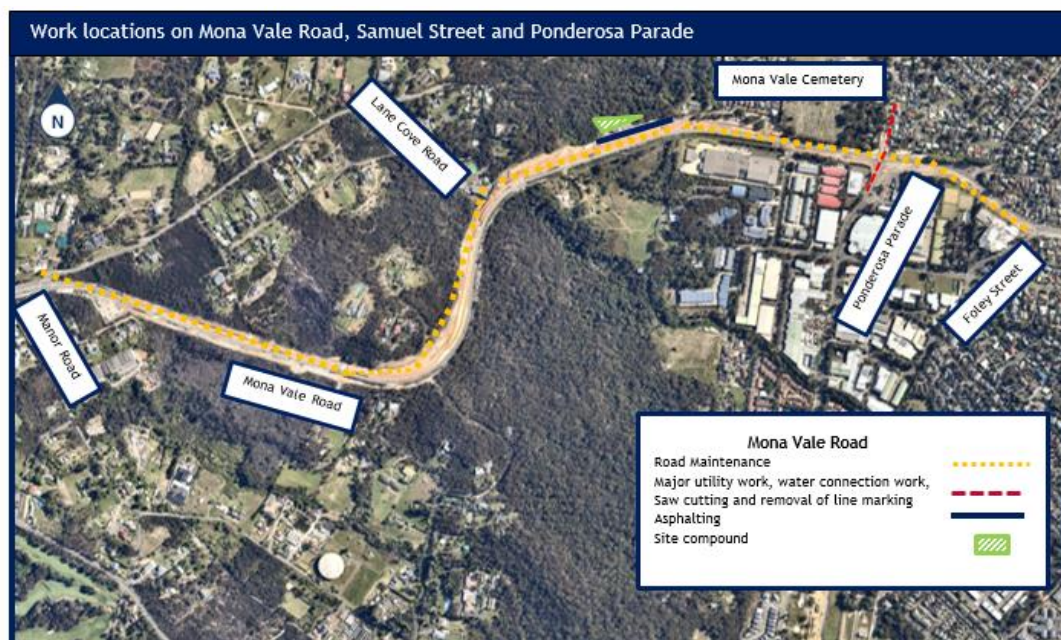 Work locations on Mona Vale Road, Samuel Street and Ponderosa Parade
Mona Vale Cemetery
N
Lane Cove Road
Manor Road
Mona Vale Road
Ponderosa Parade
Foley Street
Mona Vale Road
Road Maintenance
Major utility work, water connection work,
Saw cutting and removal of line marking
Asphalting
Site compound